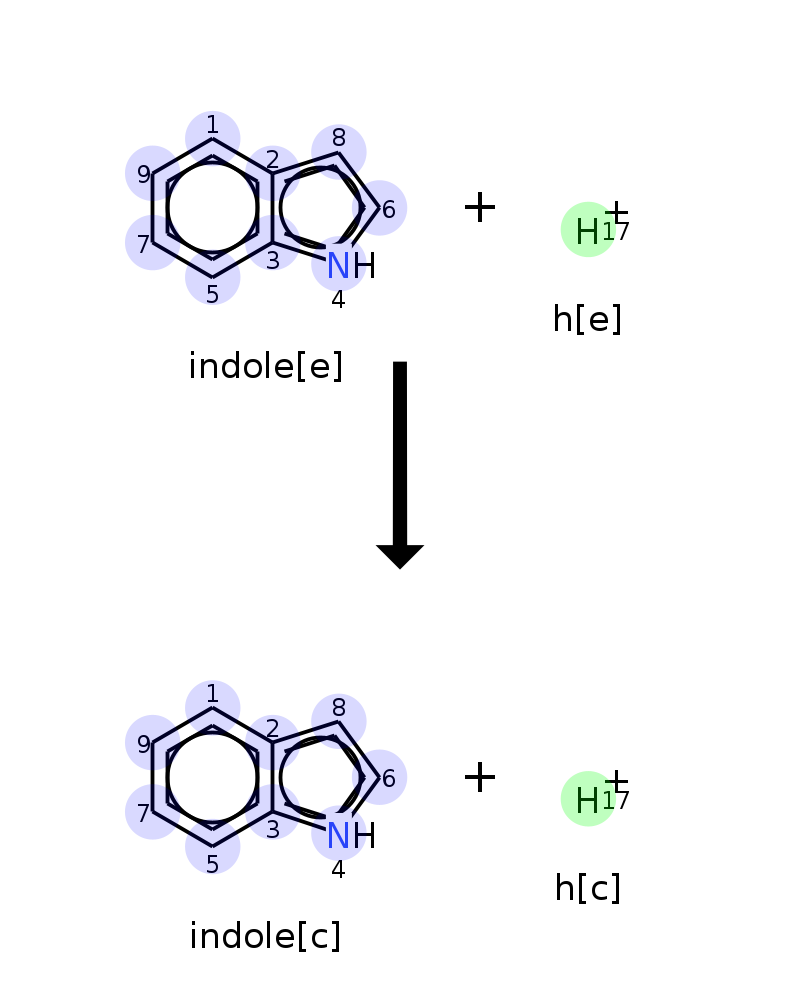 1
8
9 2
6 + H+ 17
7 3 NH
5 4
h[e]
indole[e]
1
8
9 2
6 + H+ 17
7 3 NH
5 4
h[c]
indole[c]